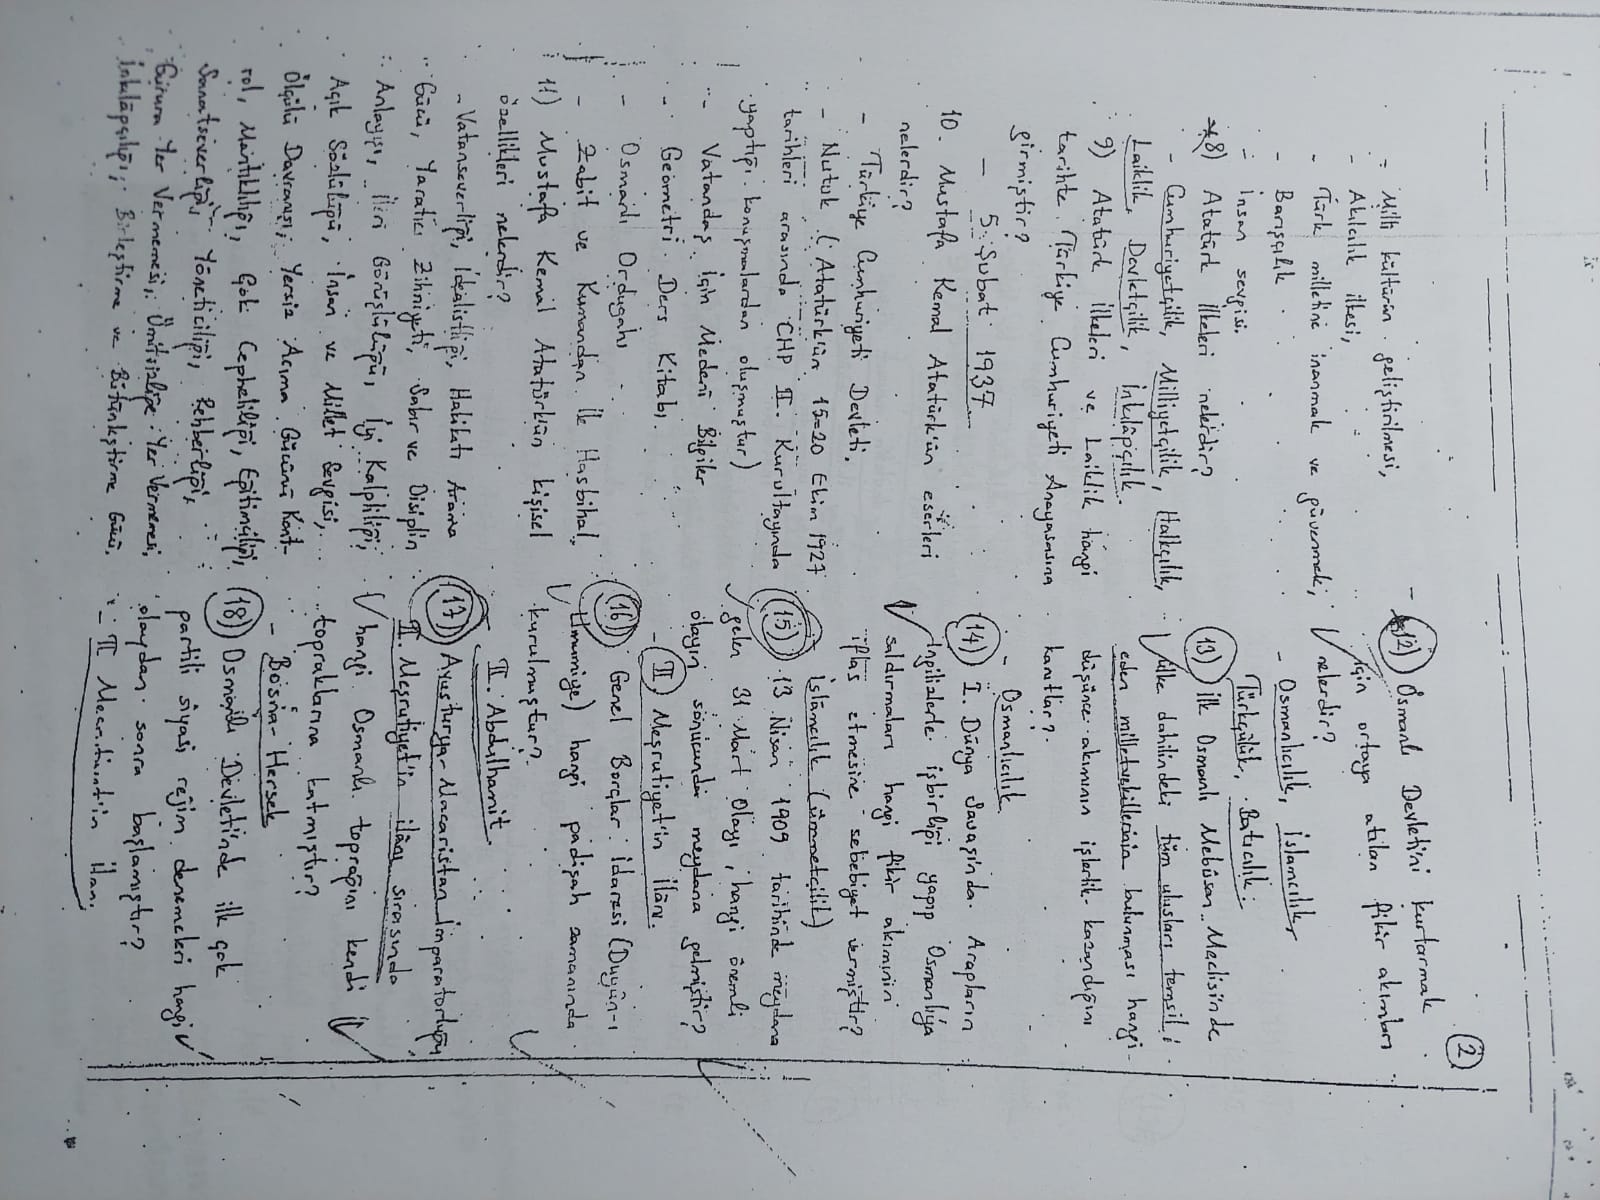 2
- Milli kültürün geliştirilmesi,
- Akılcılık ilkesi,
- Türk milletine inanmak ve güvenmek,
- Barışçılık
- İnsan sevgisi.
8) Atatürk İlkeleri nelerdir?
- Cumhuriyetçilik, Milliyetçilik, Halkçılık,
Laiklik, Devletçilik, İnkılâpçılık.
9) Atatürk İlkeleri ve Laiklik hangi
tarihte Türkiye Cumhuriyeti Anayasasına
girmiştir?
- 5 Şubat 1937
10. Mustafa Kemal Atatürk'ün eserleri
nelerdir?
- Türkiye Cumhuriyeti Devleti.
- Nutuk (Atatürk'ün 15-20 Ekim 1927
tarihleri arasında CHP II. Kurultayında
yaptığı konuşmalardan oluşmuştur)
- Vatandaş İçin Medenî Bilgiler
- Geometri Ders Kitabı.
- Osmanlı Ordugahı
- Zabit ve Kumandan İle Hasbihal.
11) Mustafa Kemal Atatürk'ün kişisel
özellikleri nelerdir?
- Vatanseverliği, İdealistliği, Hakikatı Arama
Gücü, Yaratıcı Zihniyeti, Sabır ve Disiplin
Anlayışı, İleri Görüşlülüğü, İyi Kalpliliği,
Açık Sözlülüğü, İnsan ve Millet Sevgisi,
Ölçülü Davranışı, Yersiz Acıma Gücünü Kont-
rol, Mantıklılığı, Çok Cepheliliği, Eğitimciliği,
Sanatseverliği, Yöneticiliği, Rehberliği,
Gurura Yer Vermemesi, Ümitsizliğe Yer Vermemesi,
İnkılâpçılığı, Birleştirme ve Bütünleştirme Gücü.
12) Osmanlı Devleti'ni kurtarmak
için ortaya atılan fikir akımları
nelerdir?
- Osmanlıcılık, İslamcılık,
Türkçülük, Batıcılık.
13) İlk Osmanlı Mebûsan Meclisi'nde
ülke dahilindeki tüm ulusları temsil
eden milletvekillerinin bulunması hangi
düşünce akımının işlerlik kazandığını
kanıtlar?
- Osmanlıcılık
14) I. Dünya Savaşında Arapların
İngilizlerle işbirliği yapıp Osmanlıya
saldırmaları hangi fikir akımının
iflas etmesine sebebiyet vermiştir?
- İslâmcılık (ümmetçilik)
15) 13 Nisan 1909 tarihinde meydana
gelen 31 Mart Olayı, hangi önemli
olayın sonucunda meydana gelmiştir?
- II Meşrutiyet'in İlânı.
16) Genel Borçlar İdaresi (Duyûn-ı
Umumiye) hangi padişah zamanında
kurulmuştur?
II. Abdulhamit.
17) Avusturya-Macaristan İmparatorluğu
II. Meşrutiyet'in ilânı sırasında
hangi Osmanlı toprağını kendi
topraklarına katmıştır?
- Bosna-Hersek
18) Osmanlı Devleti'nde ilk çok
partili siyasi rejim denemeleri hangi
olaydan sonra başlamıştır?
- II Meşrutiyet'in İlanı.